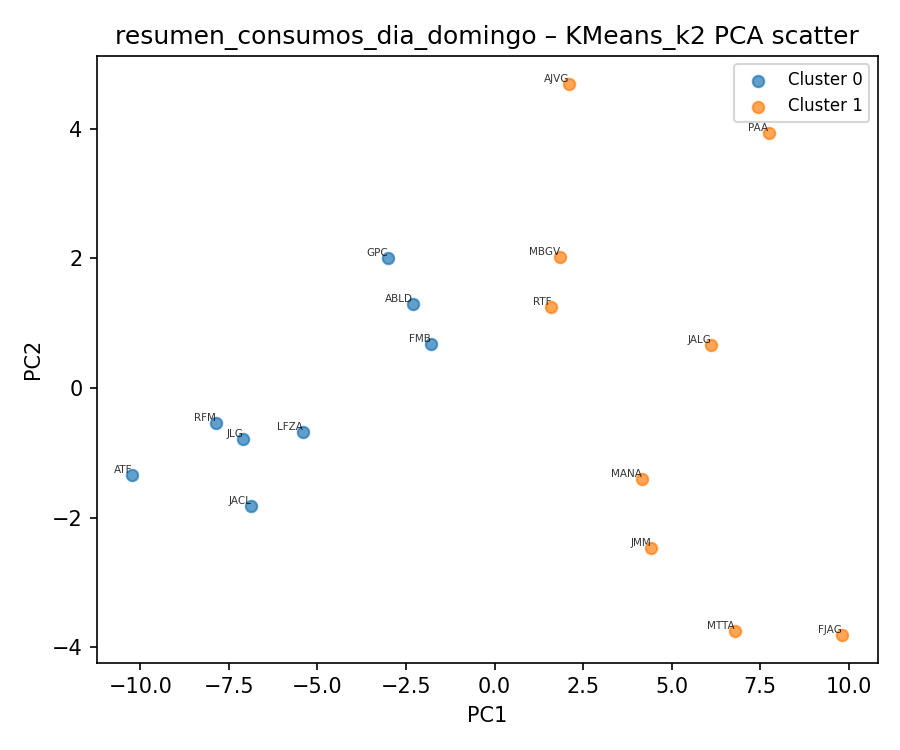 resumen_consumos_dia_domingo – KMeans_k2 PCA scatter
Cluster 0
Cluster 1
AJVG
PAA
GPC
MBGV
ABLD
RTF
FMB
JALG
RFM
JLG
LFZA
ATF
MANA
JACL
JMM
MTTA
FJAG
4
2
0
−2
−4
PC2
−10.0
−7.5
−5.0
−2.5
0.0
2.5
5.0
7.5
10.0
PC1